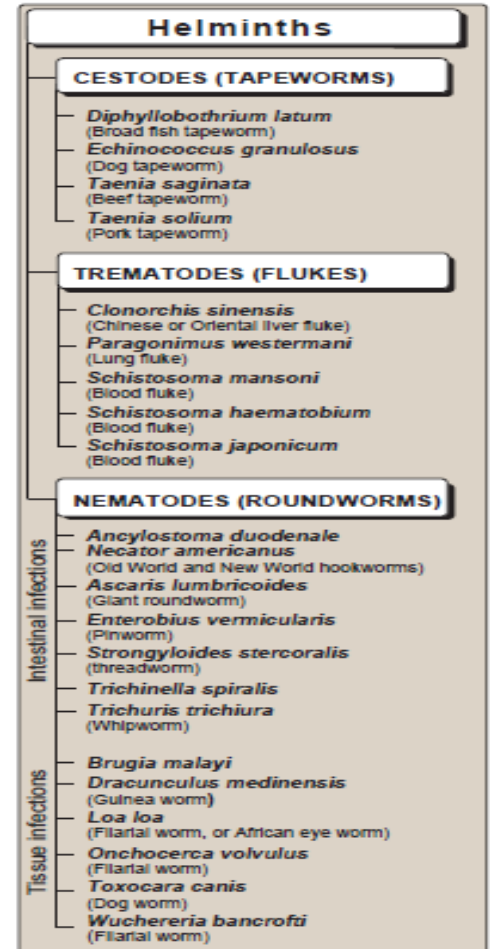 Helminths
CESTODES (TAPEWORMS)
Diphyllobothrium latum
(Broad fish tapeworm)
Echinococcus granulosus
(Dog tapeworm)
Taenia saginata
(Beef tapeworm)
Taenia solium
(Pork tapeworm)
TREMATODES (FLUKES)
Clonorchis sinensis
(Chinese or Oriental liver fluke)
Paragonimus westermani
(Lung fluke)
Schistosoma mansoni
(Blood fluke)
Schistosoma haematobium
(Blood fluke)
Schistosoma japonicum
(Blood fluke)
NEMATODES (ROUNDWORMS)
Intestinal infections
Ancylostoma duodenale
Necator americanus
(Old World and New World hookworms)
Ascaris lumbricoides
(Giant roundworm)
Enterobius vermicularis
(Pinworm)
Strongyloides stercoralis
(threadworm)
Trichinella spiralis
Trichuris trichiura
(Whipworm)
Tissue infections
Brugia malayi
Dracunculus medinensis
(Guinea worm)
Loa loa
(Filarial worm, or African eye worm)
Onchocerca volvulus
(Filarial worm)
Toxocara canis
(Dog worm)
Wuchereria bancrofti
(Filarial worm)